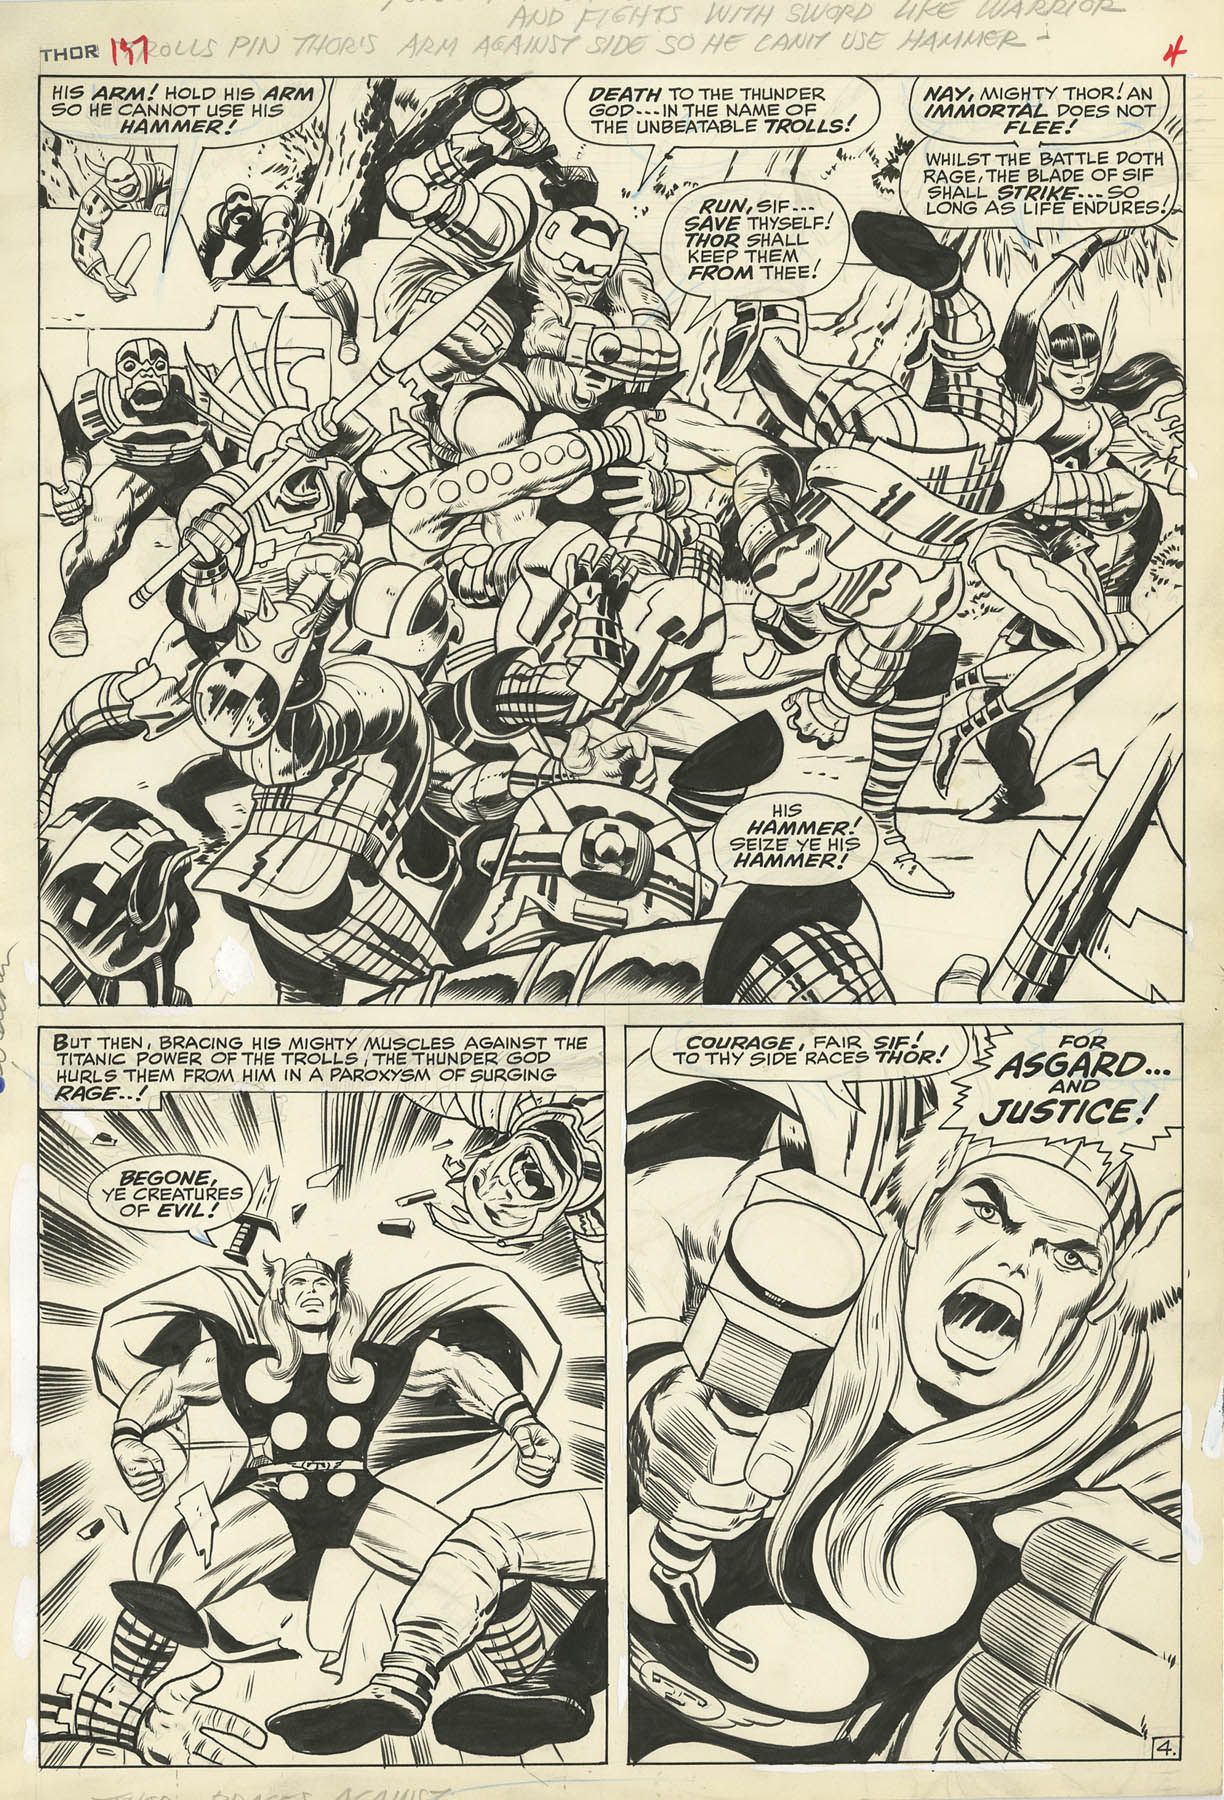 AND FIGHTS WITH SWORD LIKE WARRIOR
THOR 137 TROLLS PIN THOR'S ARM AGAINST SIDE SO HE CAN'T USE HAMMER-
4
HIS ARM! HOLD HIS ARM
SO HE CANNOT USE HIS
HAMMER!
DEATH TO THE THUNDER
GOD---IN THE NAME OF
THE UNBEATABLE TROLLS!
RUN, SIF---
SAVE THYSELF!
THOR SHALL
KEEP THEM
FROM THEE!
NAY, MIGHTY THOR! AN
IMMORTAL DOES NOT
FLEE!
WHILST THE BATTLE DOTH
RAGE, THE BLADE OF SIF
SHALL STRIKE---SO
LONG AS LIFE ENDURES!
HIS
HAMMER!
SEIZE YE HIS
HAMMER!
BUT THEN, BRACING HIS MIGHTY MUSCLES AGAINST THE
TITANIC POWER OF THE TROLLS, THE THUNDER GOD
HURLS THEM FROM HIM IN A PAROXYSM OF SURGING
RAGE--!
BEGONE,
YE CREATURES
OF EVIL!
COURAGE, FAIR SIF!
TO THY SIDE RACES THOR!
FOR
ASGARD...
AND
JUSTICE!
4.
THOR BRACES AGAINST